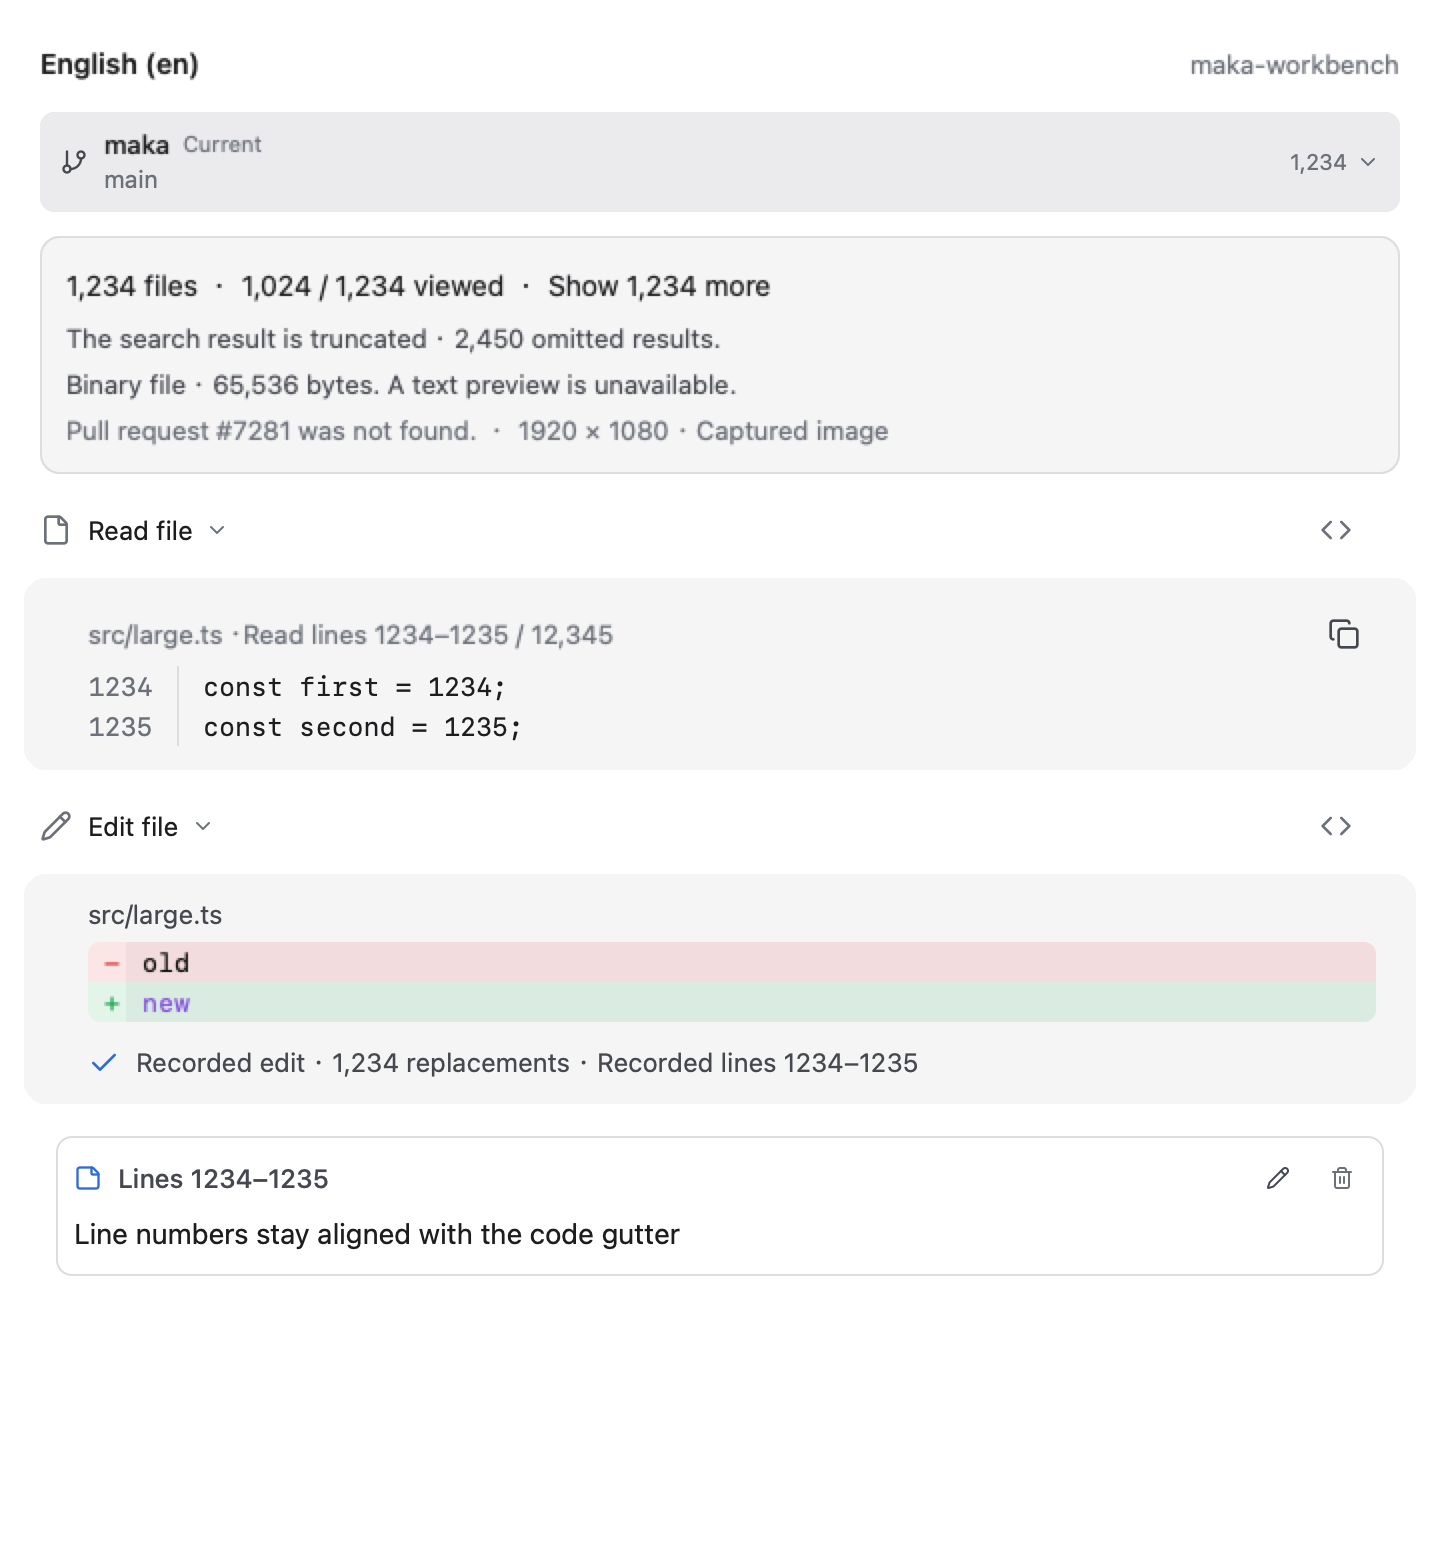 English (en)
maka-workbench
maka Current
main
1,234
1,234 files · 1,024 / 1,234 viewed · Show 1,234 more
The search result is truncated · 2,450 omitted results.
Binary file · 65,536 bytes. A text preview is unavailable.
Pull request #7281 was not found. · 1920 × 1080 · Captured image
Read file
src/large.ts · Read lines 1234–1235 / 12,345
1234 const first = 1234;
1235 const second = 1235;
Edit file
src/large.ts
- old
+ new
Recorded edit · 1,234 replacements · Recorded lines 1234–1235
Lines 1234–1235
Line numbers stay aligned with the code gutter